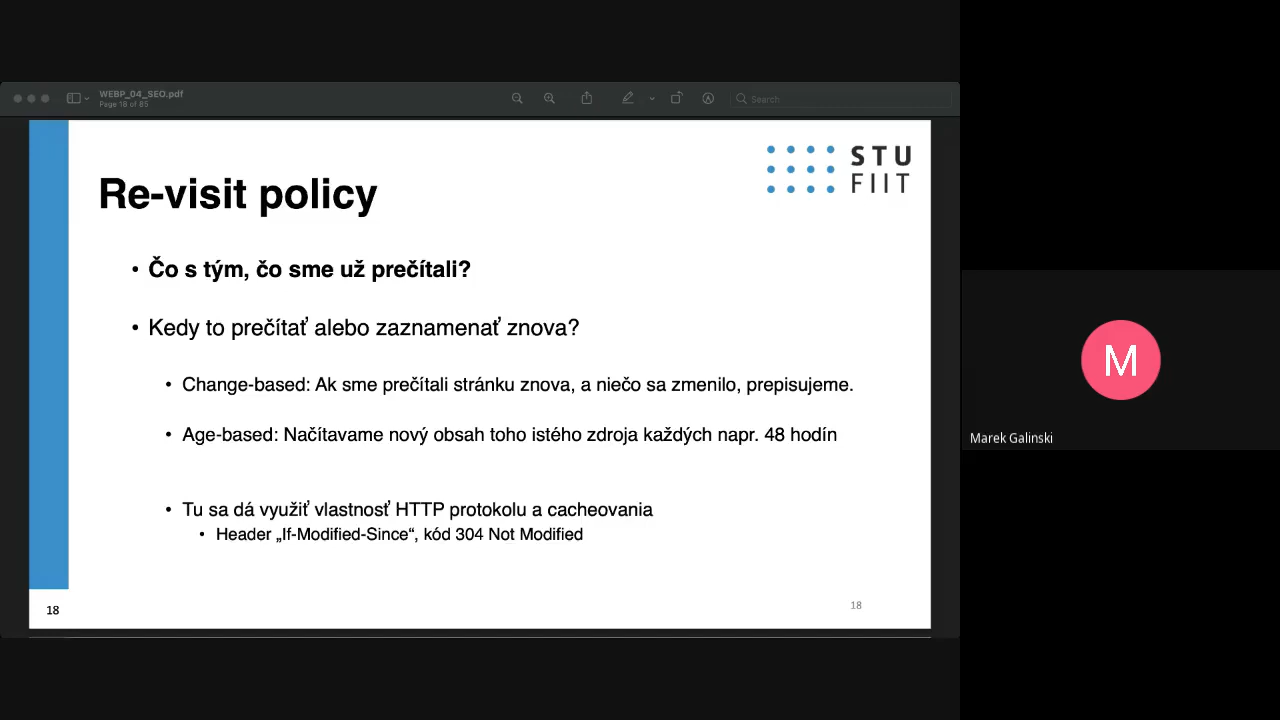 WEBP_04_SEO.pdf
Page 18 of 85
Search
STU
FIIT
Re-visit policy
• Čo s tým, čo sme už prečítali?
• Kedy to prečítať alebo zaznamenať znova?
• Change-based: Ak sme prečítali stránku znova, a niečo sa zmenilo, prepisujeme.
• Age-based: Načítavame nový obsah toho istého zdroja každých napr. 48 hodín
• Tu sa dá využiť vlastnosť HTTP protokolu a cacheovania
• Header „If-Modified-Since“, kód 304 Not Modified
18
18
M
Marek Galinski